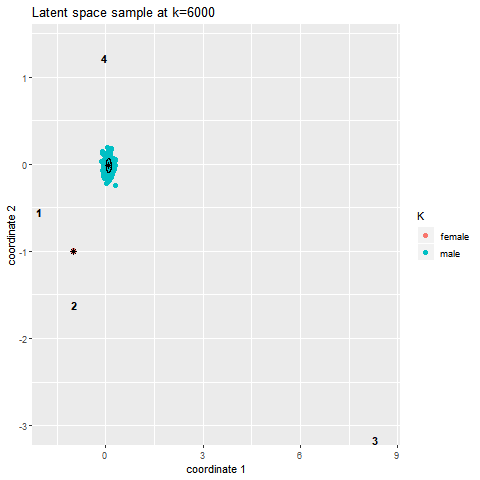 Latent space sample at k=6000
4
1
0
1
-1
2
-2
-3
3
0
3
6
9
coordinate 1
coordinate 2
K
female
male